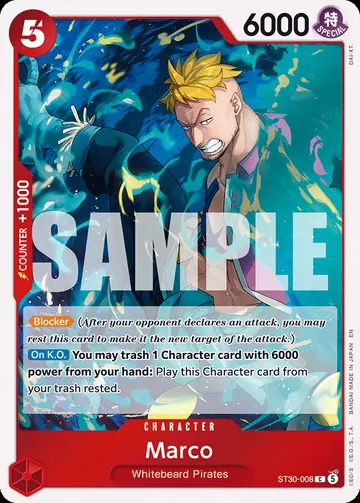 5
6000
特
SPECIAL
DAI-XT.
COUNTER +1000
SAMPLE
Blocker (After your opponent declares an attack, you may
rest this card to make it the new target of the attack.)
On K.O. You may trash 1 Character card with 6000
power from your hand: Play this Character card from
your trash rested.
CHARACTER
Marco
Whitebeard Pirates
ST30-008 C 5
©E.O./S. ©E.O./S., T.A. BANDAI MADE IN JAPAN EN